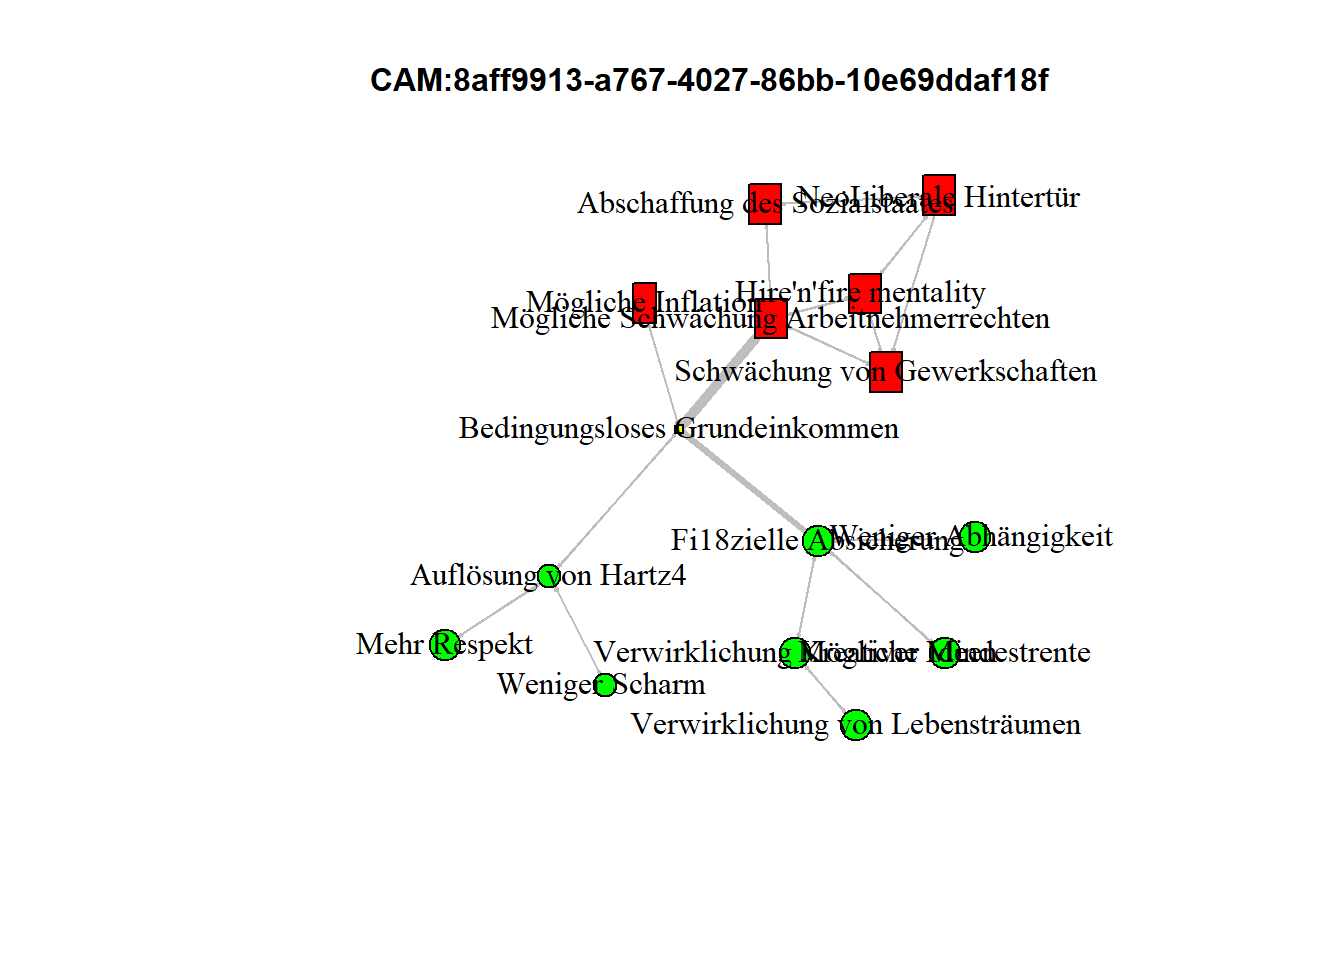 CAM:8aff9913-a767-4027-86bb-10e69ddaf18f
Abschaffung des Sozialstaates
NeoLiberale Hintertür
Hire'n'fire mentality
Mögliche Inflation
Mögliche Schwächung Arbeitnehmerrechten
Schwächung von Gewerkschaften
Bedingungsloses Grundeinkommen
Fi18zielle Absicherung
Weniger Abhängigkeit
Auflösung von Hartz4
Mehr Respekt
Verwirklichung Kreativer Ideen
Mögliche Mindestrente
Weniger Scharm
Verwirklichung von Lebensträumen